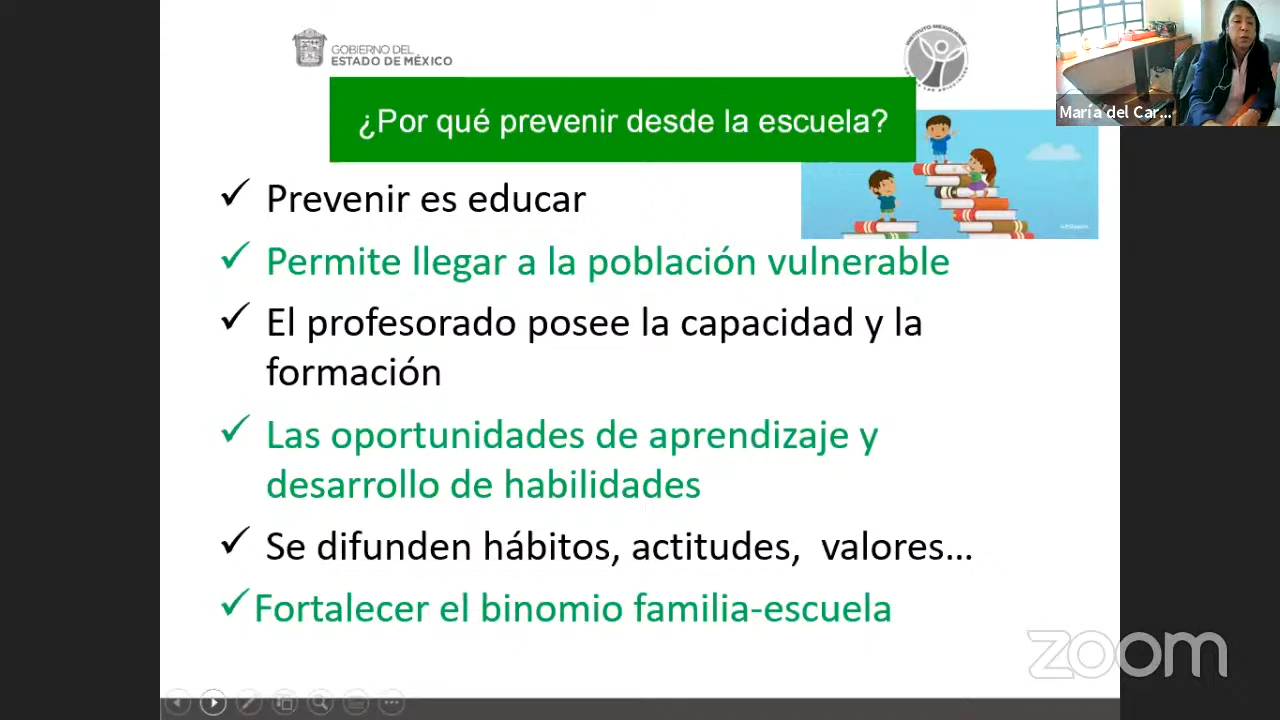 GOBIERNO DEL
ESTADO DE MÉXICO
¿Por qué prevenir desde la escuela?
María del Car...
✓ Prevenir es educar
✓ Permite llegar a la población vulnerable
✓ El profesorado posee la capacidad y la
formación
✓ Las oportunidades de aprendizaje y
desarrollo de habilidades
✓ Se difunden hábitos, actitudes,  valores...
✓ Fortalecer el binomio familia-escuela
zoom